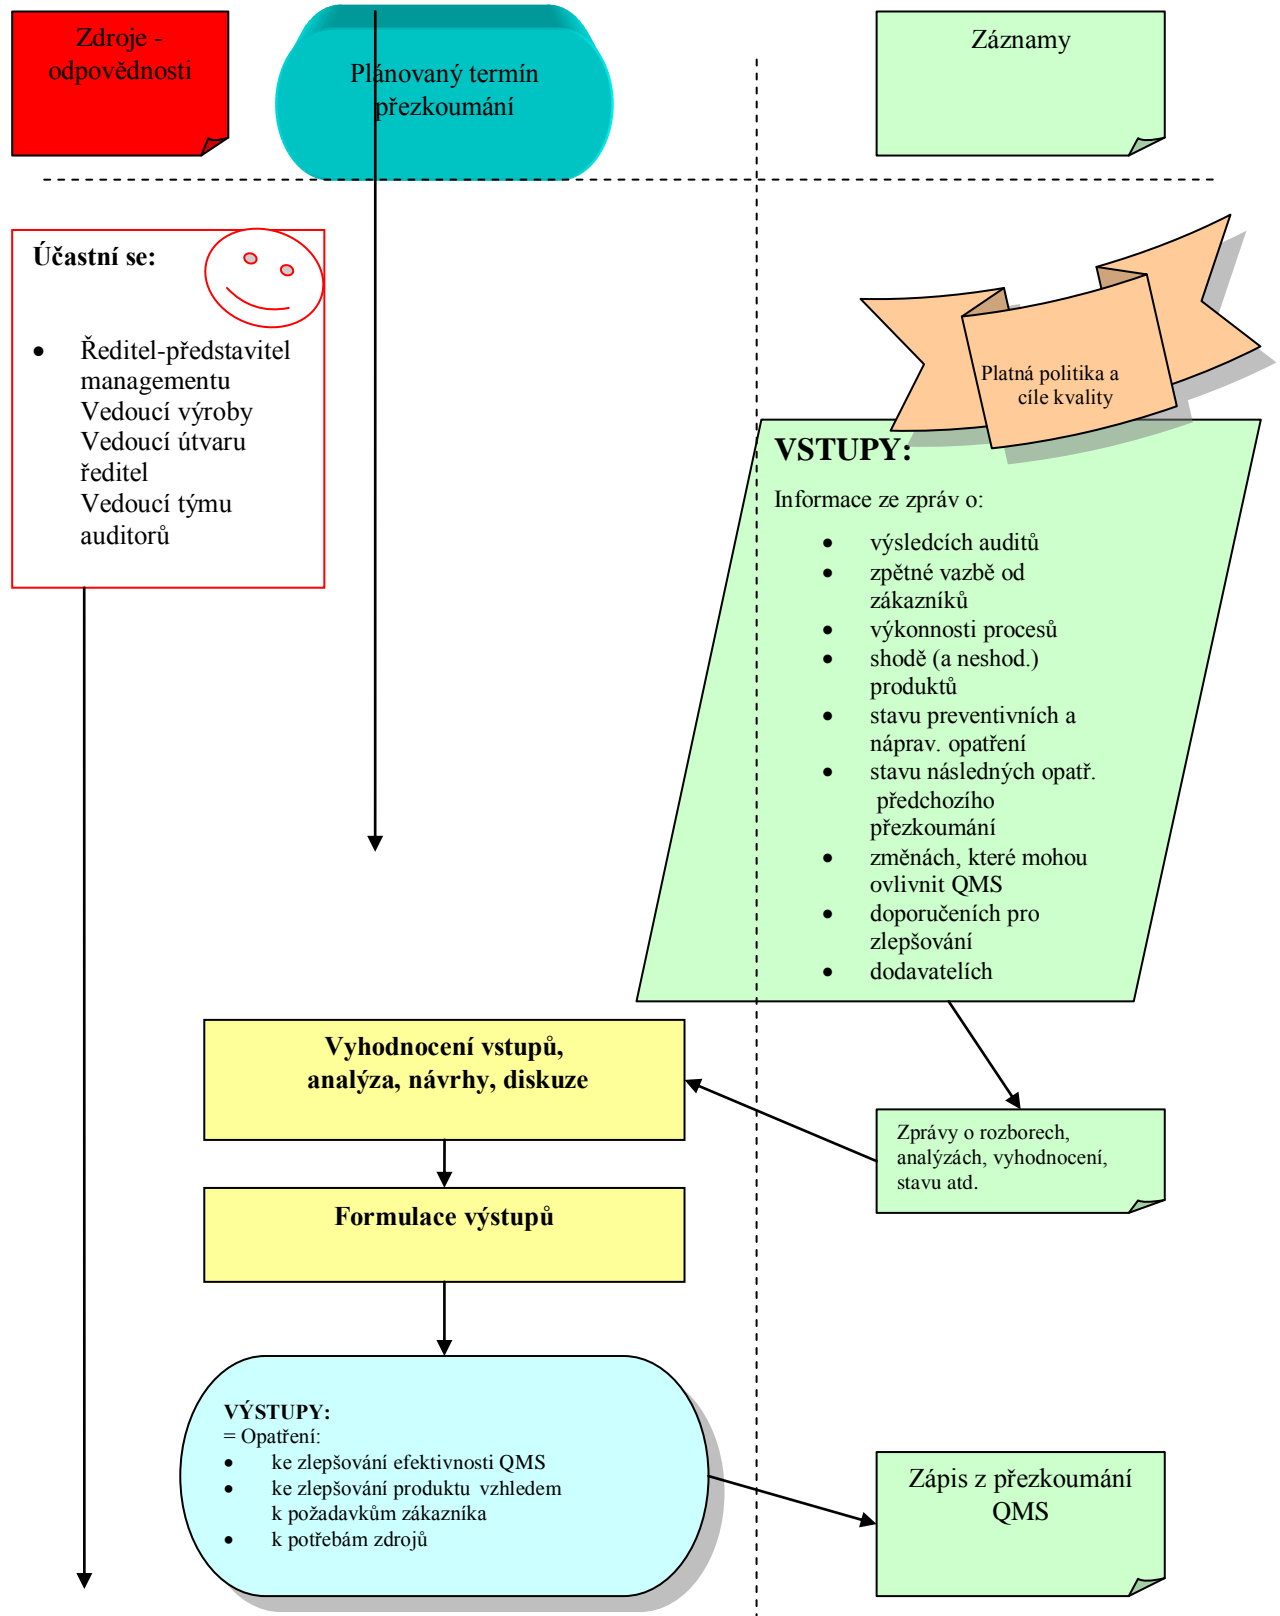 Zdroje -
odpovědnosti
Plánovaný termín
přezkoumání
Záznamy
Účastní se:
• Ředitel-představitel
managementu
Vedoucí výroby
Vedoucí útvaru
ředitel
Vedoucí týmu
auditorů
Platná politika a
cíle kvality
VSTUPY:
Informace ze zpráv o:
• výsledcích auditů
• zpětné vazbě od
zákazníků
• výkonnosti procesů
• shodě (a neshod.)
produktů
• stavu preventivních a
náprav. opatření
• stavu následných opatř.
předchozího
přezkoumání
• změnách, které mohou
ovlivnit QMS
• doporučeních pro
zlepšování
• dodavatelích
Vyhodnocení vstupů,
analýza, návrhy, diskuze
Zprávy o rozborech,
analýzách, vyhodnocení,
stavu atd.
Formulace výstupů
VÝSTUPY:
= Opatření:
• ke zlepšování efektivnosti QMS
• ke zlepšování produktu vzhledem
k požadavkům zákazníka
• k potřebám zdrojů
Zápis z přezkoumání
QMS